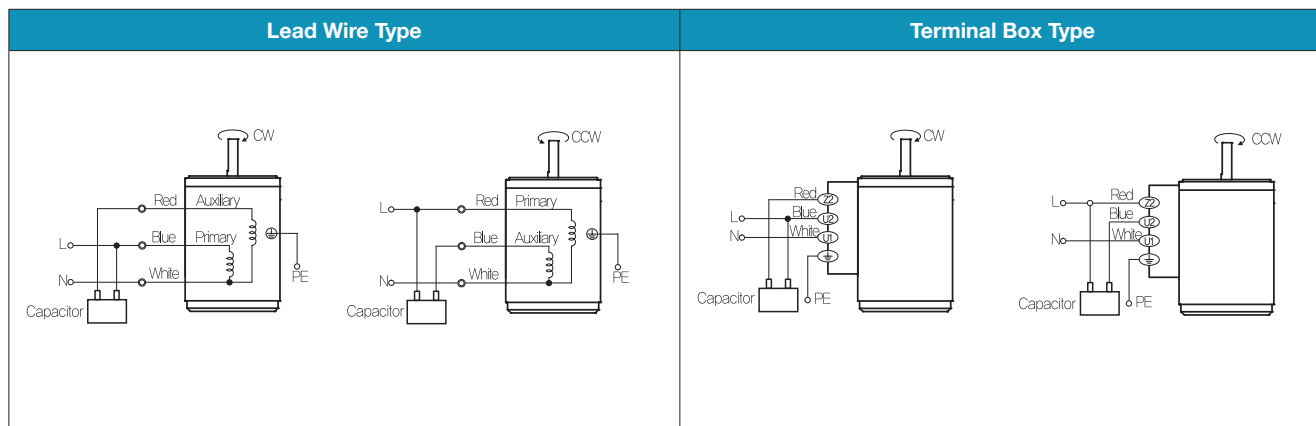 Lead Wire Type
Terminal Box Type
CW
Red Auxiliary
L Blue Primary
N White
PE
Capacitor
CCW
L Red Primary
Blue Auxiliary
N White
PE
Capacitor
CW
Red Z2
L Blue U2
N White U1
Capacitor
PE
CCW
L Red Z2
Blue U2
N White U1
Capacitor
PE